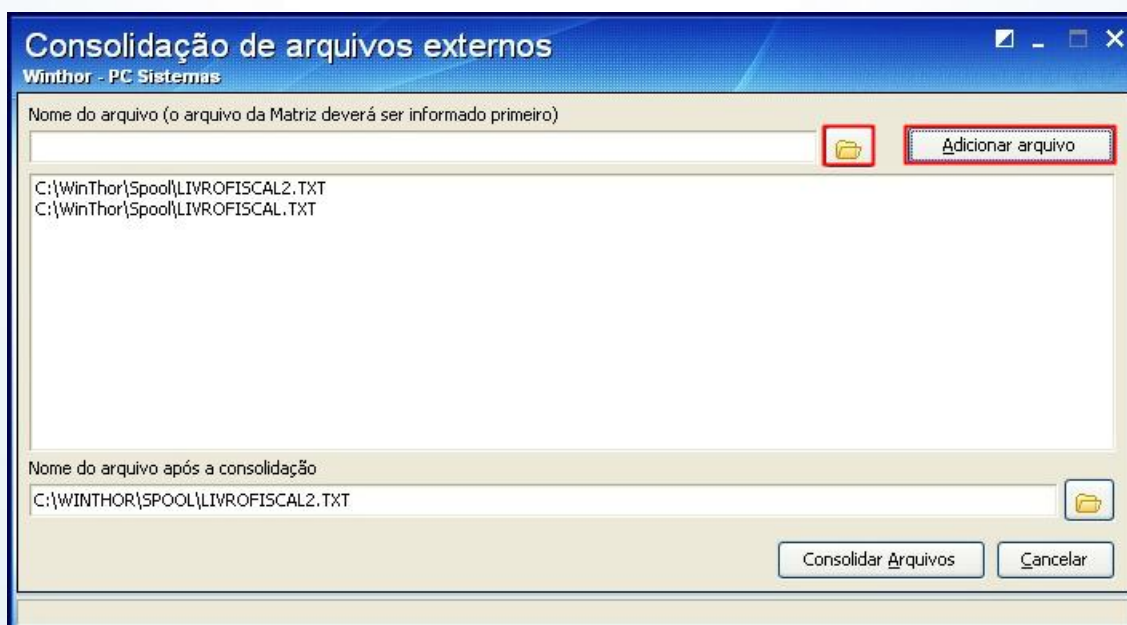 Consolidação de arquivos externos
Winthor - PC Sistemas
Nome do arquivo (o arquivo da Matriz deverá ser informado primeiro)
Adicionar arquivo
C:\WinThor\Spool\LIVROFISCAL2.TXT
C:\WinThor\Spool\LIVROFISCAL.TXT
Nome do arquivo após a consolidação
C:\WINTHOR\SPOOL\LIVROFISCAL2.TXT
Consolidar Arquivos Cancelar